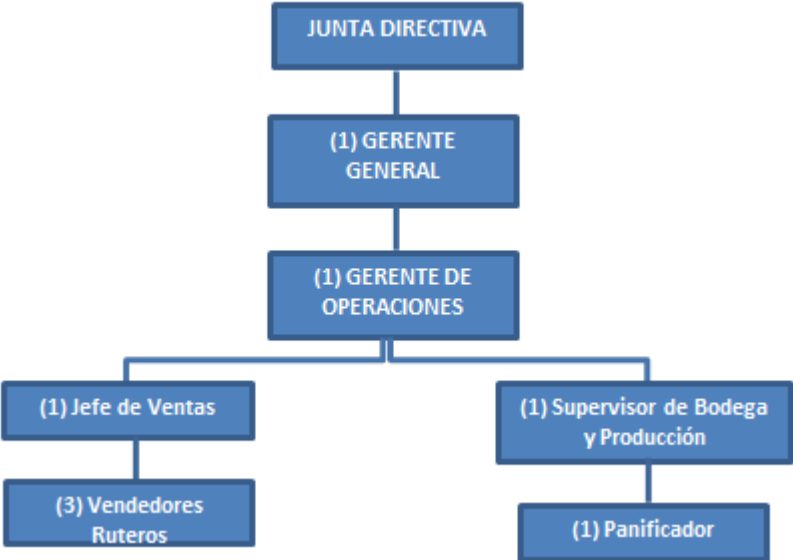 JUNTA DIRECTIVA
(1) GERENTE
GENERAL
(1) GERENTE DE
OPERACIONES
(1) Jefe de Ventas
(1) Supervisor de Bodega
y Producción
(3) Vendedores
Ruteros
(1) Panificador